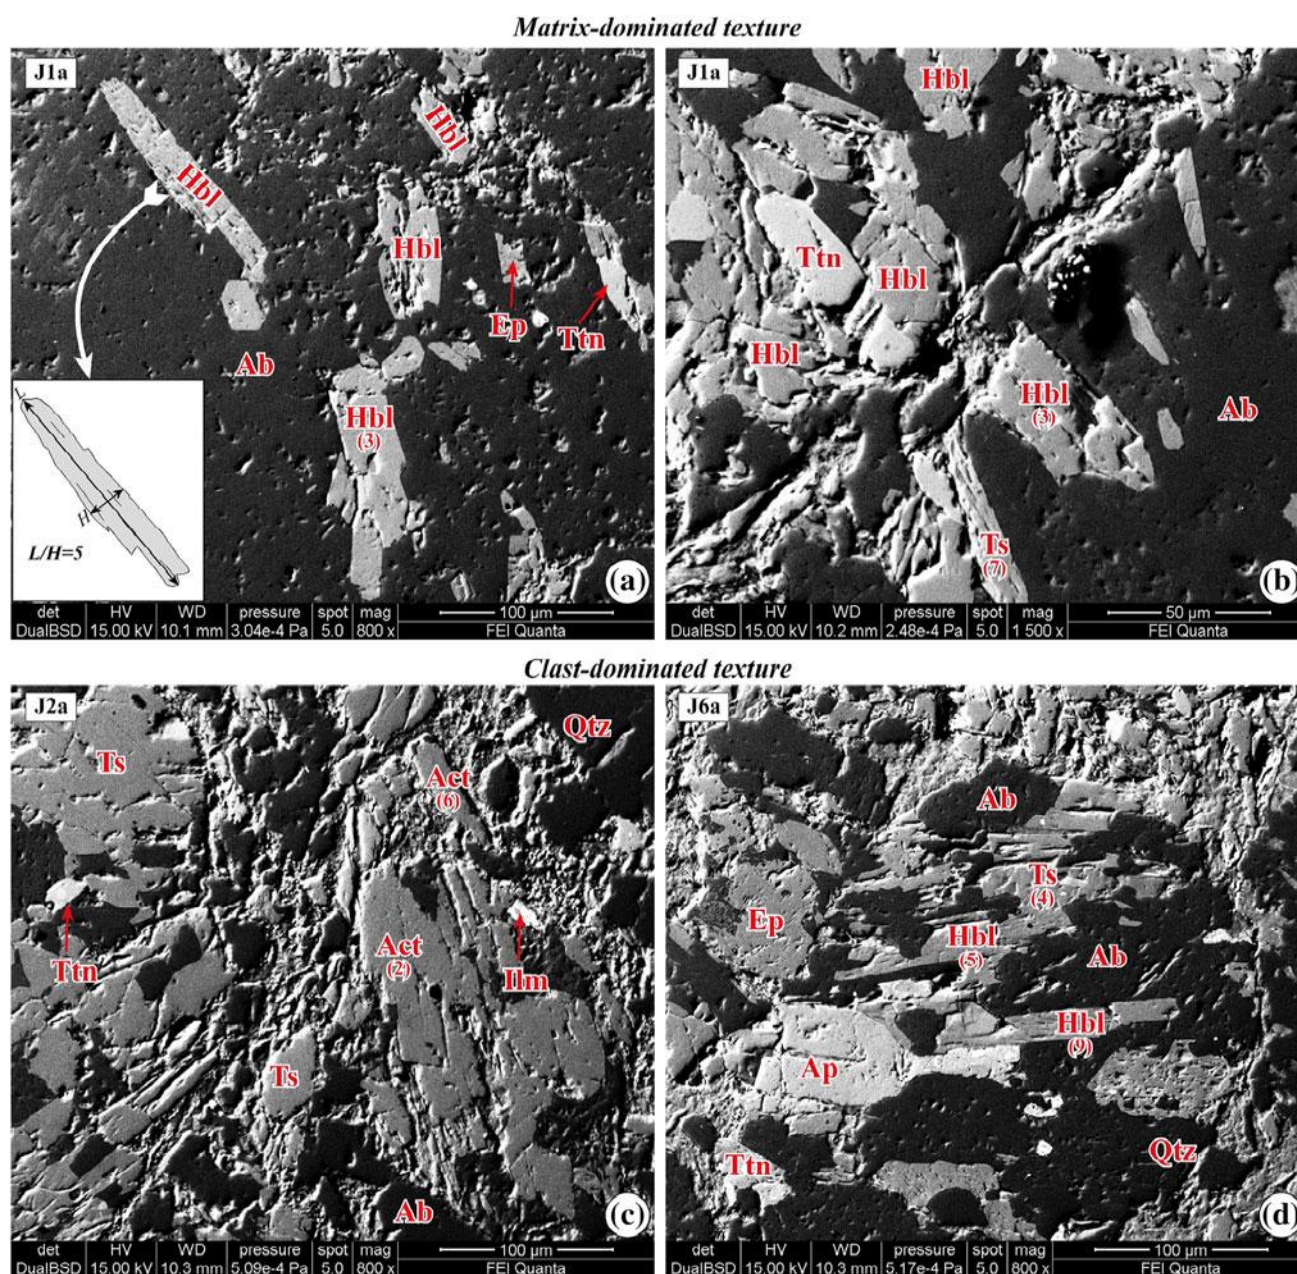 Matrix-dominated texture
J1a
Hbl
Hbl
Hbl
Ep
Ttn
Ab
Hbl
(3)
L
H
L/H=5
(a)
det HV WD pressure spot mag 100 µm
DualBSD 15.00 kV 10.1 mm 3.04e-4 Pa 5.0 800 x FEI Quanta
J1a
Hbl
Ttn
Hbl
Hbl
Hbl
(3)
Ab
Ts
(7)
(b)
det HV WD pressure spot mag 50 µm
DualBSD 15.00 kV 10.2 mm 2.48e-4 Pa 5.0 1 500 x FEI Quanta
Clast-dominated texture
J2a
Qtz
Ts
Act
(6)
Act
(2)
Ttn
Ilm
Ts
Ab
(c)
det HV WD pressure spot mag 100 µm
DualBSD 15.00 kV 10.3 mm 5.09e-4 Pa 5.0 800 x FEI Quanta
J6a
Ab
Ts
(4)
Ep
Hbl
(5)
Ab
Hbl
(9)
Ap
Ttn
Qtz
(d)
det HV WD pressure spot mag 100 µm
DualBSD 15.00 kV 10.3 mm 5.17e-4 Pa 5.0 800 x FEI Quanta